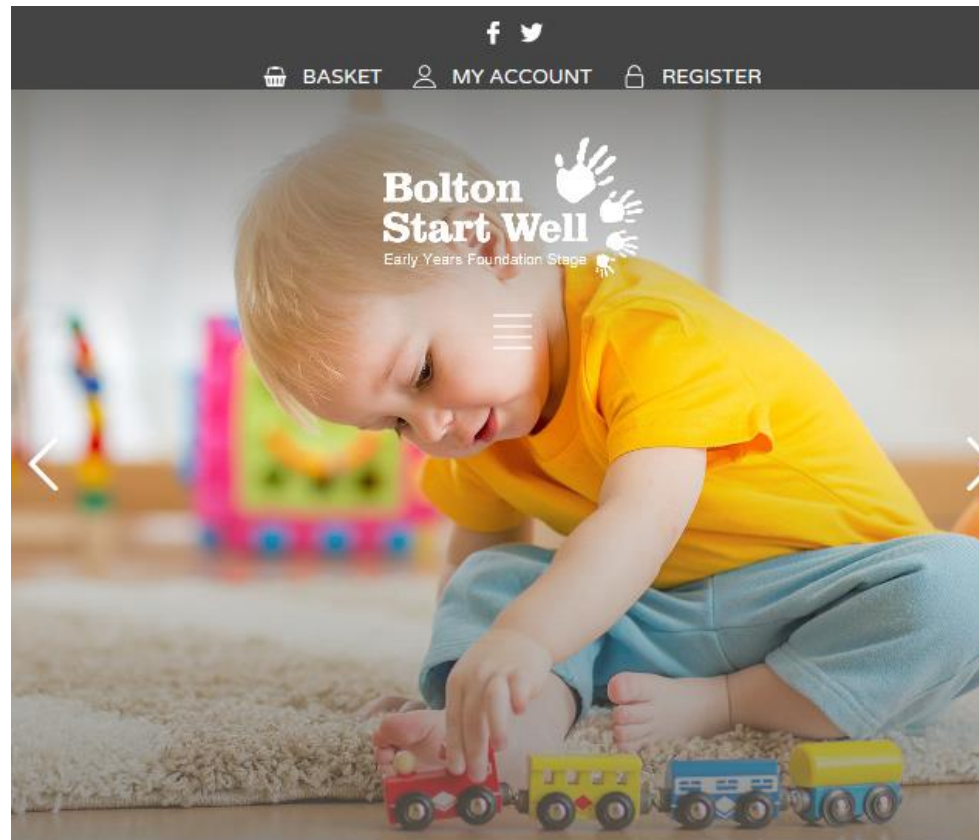 BASKET MY ACCOUNT REGISTER
Bolton
Start Well
Early Years Foundation Stage